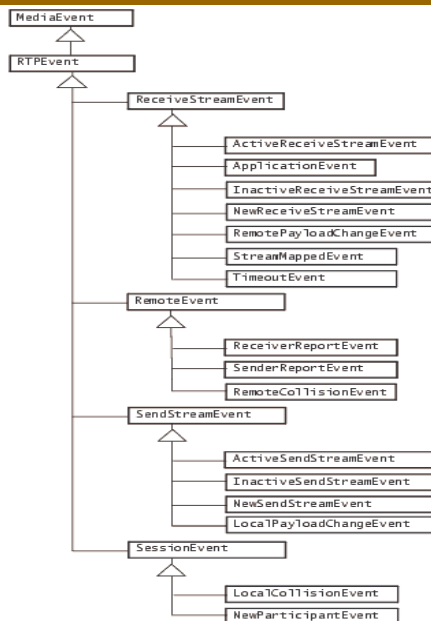 MediaEvent
RTPEvent
ReceiveStreamEvent
ActiveReceiveStreamEvent
ApplicationEvent
InactiveReceiveStreamEvent
NewReceiveStreamEvent
RemotePayloadChangeEvent
StreamMappedEvent
TimeoutEvent
RemoteEvent
ReceiverReportEvent
SenderReportEvent
RemoteCollisionEvent
SendStreamEvent
ActiveSendStreamEvent
InactiveSendStreamEvent
NewSendStreamEvent
LocalPayloadChangeEvent
SessionEvent
LocalCollisionEvent
NewParticipantEvent